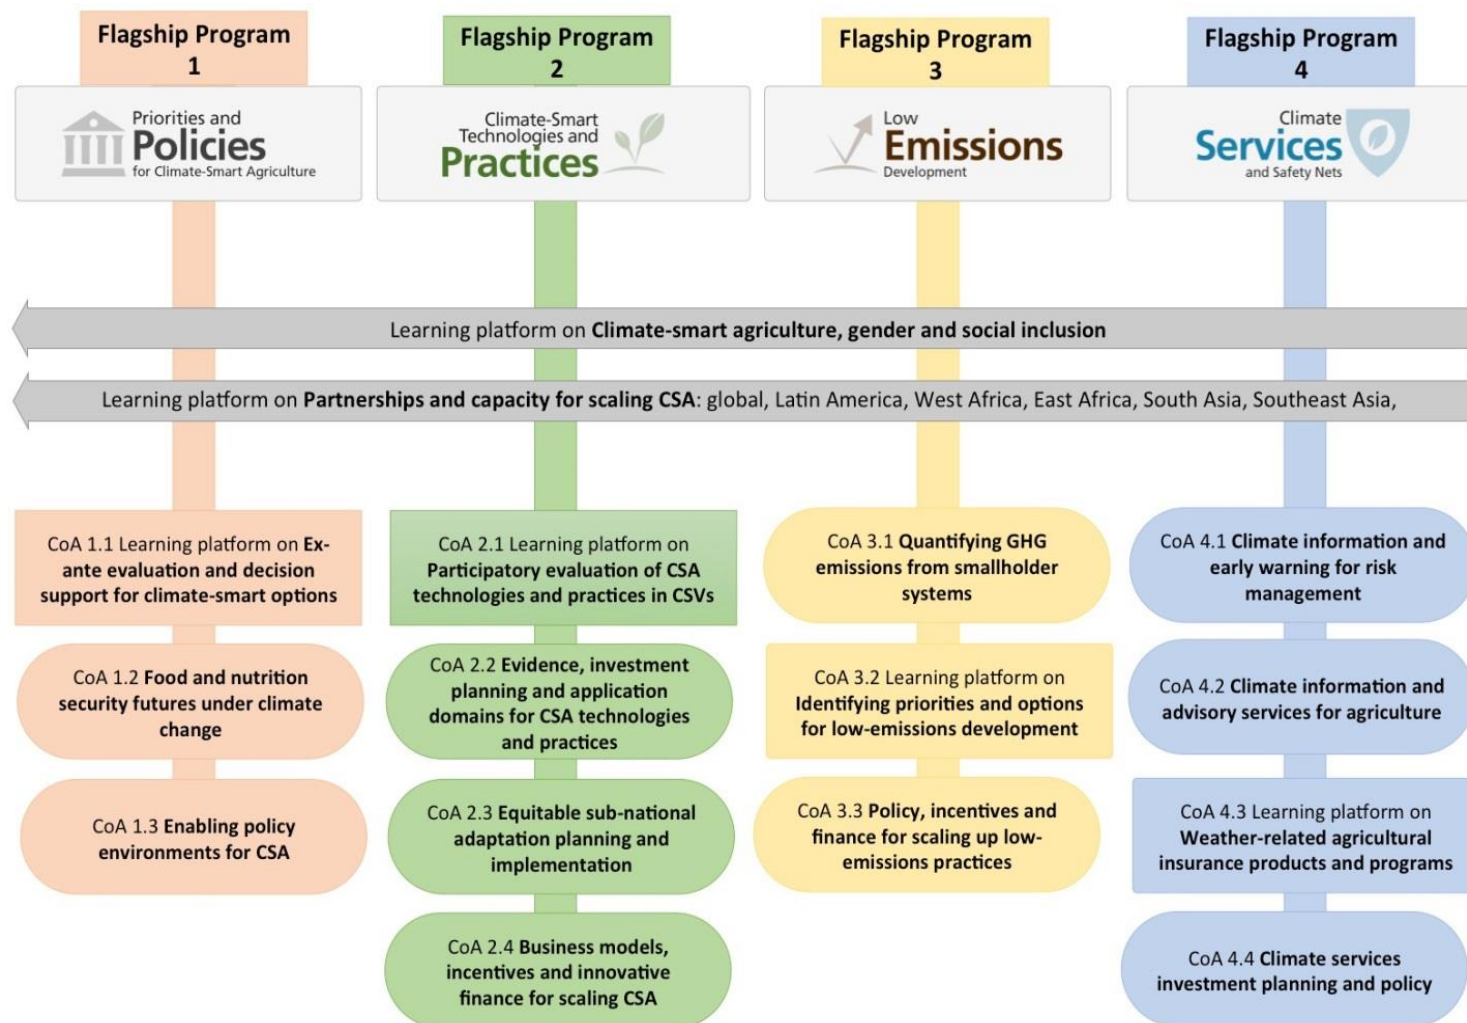 Flagship Program
1
Priorities and
Policies
for Climate-Smart Agriculture
Flagship Program
2
Climate-Smart
Technologies and
Practices
Flagship Program
3
Low
Emissions
Development
Flagship Program
4
Climate
Services
and Safety Nets
Learning platform on Climate-smart agriculture, gender and social inclusion
Learning platform on Partnerships and capacity for scaling CSA: global, Latin America, West Africa, East Africa, South Asia, Southeast Asia,
CoA 1.1 Learning platform on Ex-
ante evaluation and decision
support for climate-smart options
CoA 1.2 Food and nutrition
security futures under climate
change
CoA 1.3 Enabling policy
environments for CSA
CoA 2.1 Learning platform on
Participatory evaluation of CSA
technologies and practices in CSVs
CoA 2.2 Evidence, investment
planning and application
domains for CSA technologies
and practices
CoA 2.3 Equitable sub-national
adaptation planning and
implementation
CoA 2.4 Business models,
incentives and innovative
finance for scaling CSA
CoA 3.1 Quantifying GHG
emissions from smallholder
systems
CoA 3.2 Learning platform on
Identifying priorities and options
for low-emissions development
CoA 3.3 Policy, incentives and
finance for scaling up low-
emissions practices
CoA 4.1 Climate information and
early warning for risk
management
CoA 4.2 Climate information and
advisory services for agriculture
CoA 4.3 Learning platform on
Weather-related agricultural
insurance products and programs
CoA 4.4 Climate services
investment planning and policy